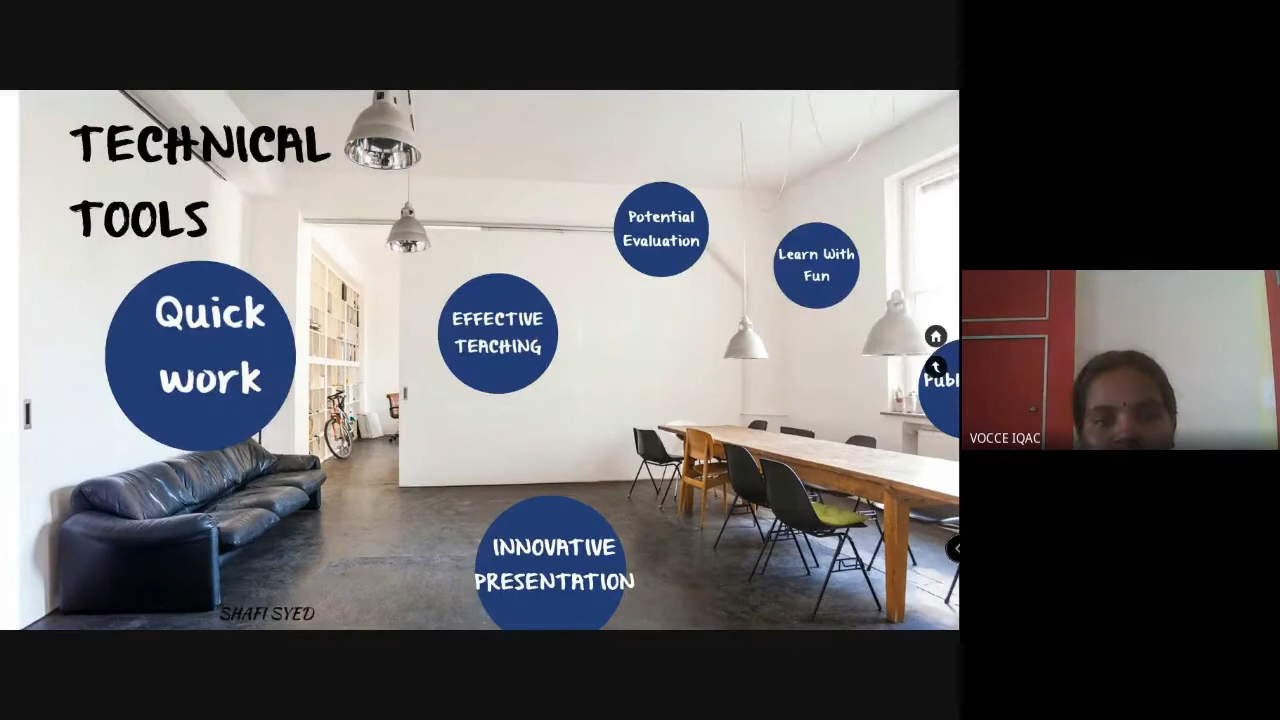 TECHNICAL
TOOLS
Quick
work
EFFECTIVE
TEACHING
Potential
Evaluation
Learn With
Fun
INNOVATIVE
PRESENTATION
SHAFI SYED
VOCCE IQAC